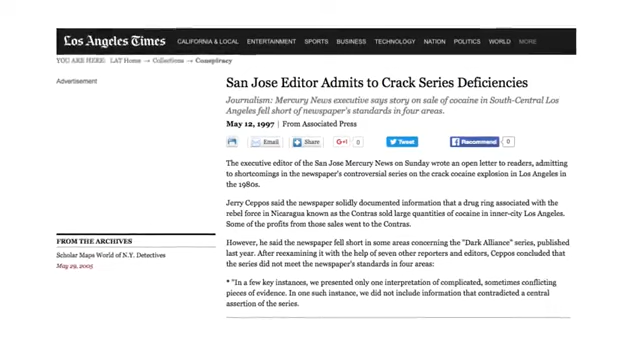 Los Angeles Times
CALIFORNIA & LOCAL ENTERTAINMENT SPORTS BUSINESS TECHNOLOGY NATION POLITICS WORLD MORE
YOU ARE HERE: LAT Home → Collections → Conspiracy
Advertisement
San Jose Editor Admits to Crack Series Deficiencies
Journalism: Mercury News executive says story on sale of cocaine in South-Central Los
Angeles fell short of newspaper's standards in four areas.
May 12, 1997 | From Associated Press
Email Share G+1 0 Tweet Recommend 0
The executive editor of the San Jose Mercury News on Sunday wrote an open letter to readers, admitting
to shortcomings in the newspaper's controversial series on the crack cocaine explosion in Los Angeles in
the 1980s.
Jerry Ceppos said the newspaper solidly documented information that a drug ring associated with the
rebel force in Nicaragua known as the Contras sold large quantities of cocaine in inner-city Los Angeles.
Some of the profits from those sales went to the Contras.
However, he said the newspaper fell short in some areas concerning the "Dark Alliance" series, published
last year. After reexamining it with the help of seven other reporters and editors, Ceppos concluded that
the series did not meet the newspaper's standards in four areas:
* "In a few key instances, we presented only one interpretation of complicated, sometimes conflicting
pieces of evidence. In one such instance, we did not include information that contradicted a central
assertion of the series.
FROM THE ARCHIVES
Scholar Maps World of N.Y. Detectives
May 29, 2005